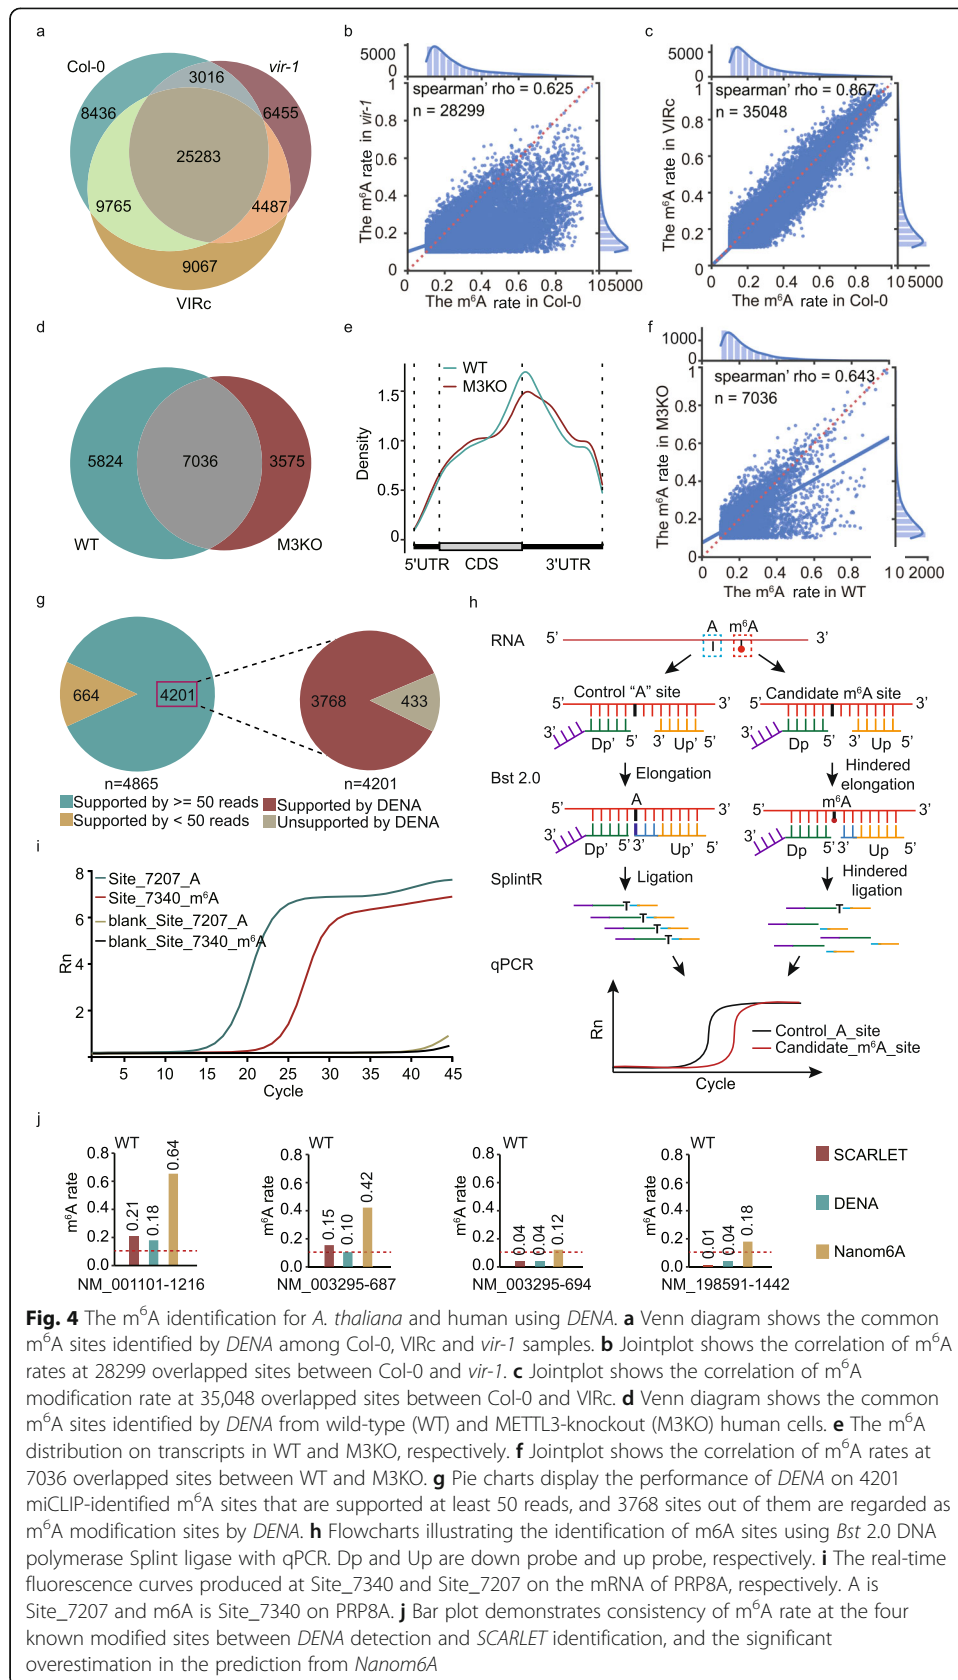 a
Col-0
vir-1
3016
8436
6455
25283
9765
4487
9067
VIRc
b
5000
0
spearman' rho = 0.625
n = 28299
The m⁶A rate in vir-1
1
0.8
0.6
0.4
0.2
0
0 0.2 0.4 0.6 0.8 10 5000
The m⁶A rate in Col-0
c
5000
0
spearman' rho = 0.867
n = 35048
The m⁶A rate in VIRc
1
0.8
0.6
0.4
0.2
0
0 0.2 0.4 0.6 0.8 10 5000
The m⁶A rate in Col-0
d
5824
7036
3575
WT
M3KO
e
WT
M3KO
Density
1.5
1.0
0.5
0
5'UTR CDS 3'UTR
f
1000
0
spearman' rho = 0.643
n = 7036
The m⁶A rate in M3KO
1
0.8
0.6
0.4
0.2
0
0 0.2 0.4 0.6 0.8 1 0 2000
The m⁶A rate in WT
g
664
4201
3768
433
n=4865
n=4201
Supported by >= 50 reads
Supported by < 50 reads
Supported by DENA
Unsupported by DENA
h
A m⁶A
RNA 5' 3'
Control "A" site
Candidate m⁶A site
5' 3' 5' 3'
3' Dp' 5' 3' Up' 5'
3' Dp 5' 3' Up 5'
Bst 2.0
Elongation
Hindered elongation
A
m⁶A
5' 3' 5' 3'
3' Dp' 5' 3' Up' 5'
3' Dp 5' 3' Up 5'
SplintR
Ligation
Hindered ligation
T
T
T
T
T
qPCR
Rn
Control_A_site
Candidate_m⁶A_site
Cycle
i
8
6
4
2
Rn
Site_7207_A
Site_7340_m⁶A
blank_Site_7207_A
blank_Site_7340_m⁶A
5 10 15 20 25 30 35 40 45
Cycle
j
WT
m⁶A rate
0.8
0.6
0.4
0.2
0.0
0.21
0.18
0.64
NM_001101-1216
WT
m⁶A rate
0.8
0.6
0.4
0.2
0.0
0.15
0.10
0.42
NM_003295-687
WT
m⁶A rate
0.8
0.6
0.4
0.2
0.0
0.04
0.04
0.12
NM_003295-694
WT
m⁶A rate
0.8
0.6
0.4
0.2
0.0
0.01
0.04
0.18
NM_198591-1442
SCARLET
DENA
Nanom6A
Fig. 4 The m⁶A identification for A. thaliana and human using DENA. a Venn diagram shows the common
m⁶A sites identified by DENA among Col-0, VIRc and vir-1 samples. b Jointplot shows the correlation of m⁶A
rates at 28299 overlapped sites between Col-0 and vir-1. c Jointplot shows the correlation of m⁶A
modification rate at 35,048 overlapped sites between Col-0 and VIRc. d Venn diagram shows the common
m⁶A sites identified by DENA from wild-type (WT) and METTL3-knockout (M3KO) human cells. e The m⁶A
distribution on transcripts in WT and M3KO, respectively. f Jointplot shows the correlation of m⁶A rates at
7036 overlapped sites between WT and M3KO. g Pie charts display the performance of DENA on 4201
miCLIP-identified m⁶A sites that are supported at least 50 reads, and 3768 sites out of them are regarded as
m⁶A modification sites by DENA. h Flowcharts illustrating the identification of m6A sites using Bst 2.0 DNA
polymerase Splint ligase with qPCR. Dp and Up are down probe and up probe, respectively. i The real-time
fluorescence curves produced at Site_7340 and Site_7207 on the mRNA of PRP8A, respectively. A is
Site_7207 and m6A is Site_7340 on PRP8A. j Bar plot demonstrates consistency of m⁶A rate at the four
known modified sites between DENA detection and SCARLET identification, and the significant
overestimation in the prediction from Nanom6A